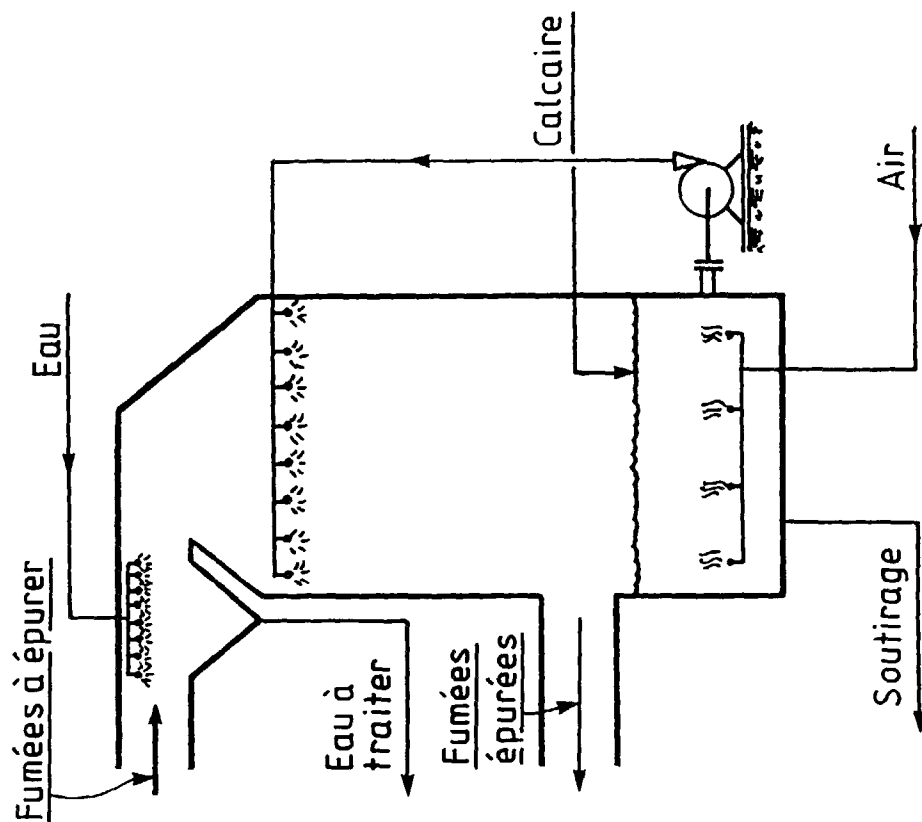 Fumées à épurer
Eau
Calcaire
Air
Eau à
traiter
Fumées
épurées
Soutirage